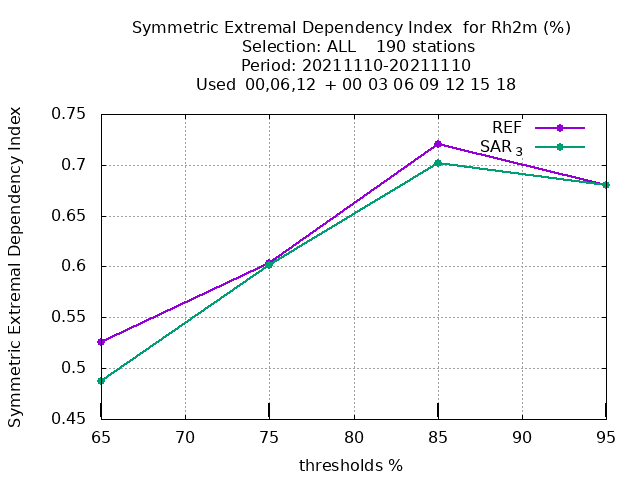 Symmetric Extremal Dependency Index  for Rh2m (%)
Selection: ALL    190 stations
Period: 20211110-20211110
Used  00,06,12  + 00 03 06 09 12 15 18
REF
SAR 3
Symmetric Extremal Dependency Index
0.75
0.7
0.65
0.6
0.55
0.5
0.45
65 70 75 80 85 90 95
thresholds %